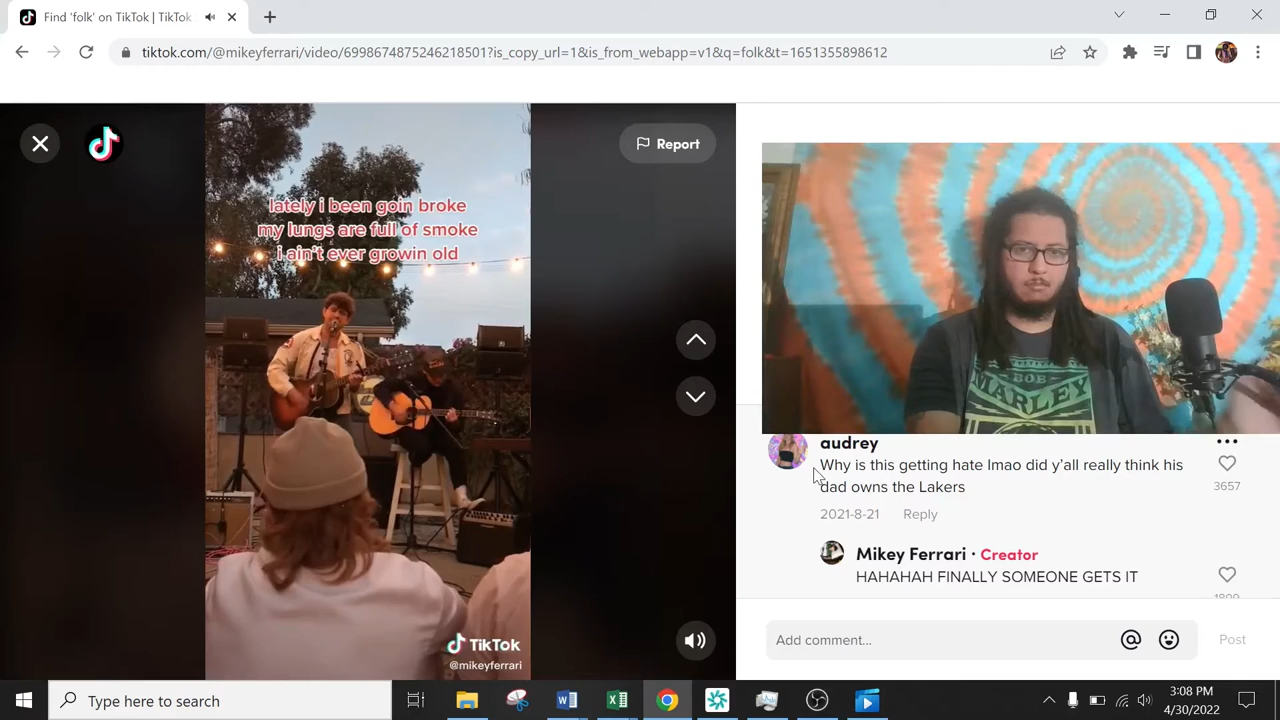 Find 'folk' on TikTok | TikTok
tiktok.com/@mikeyferrari/video/6998674875246218501?is_copy_url=1&is_from_webapp=v1&q=folk&t=1651355898612
Report
lately i been goin broke
my lungs are full of smoke
i ain't ever growin old
BOB
MARLEY
audrey
Why is this getting hate lmao did y'all really think his
dad owns the Lakers
3657
2021-8-21 Reply
Mikey Ferrari · Creator
HAHAHAH FINALLY SOMEONE GETS IT
1899
TikTok
@mikeyferrari
Add comment...
Post
Type here to search
3:08 PM
4/30/2022